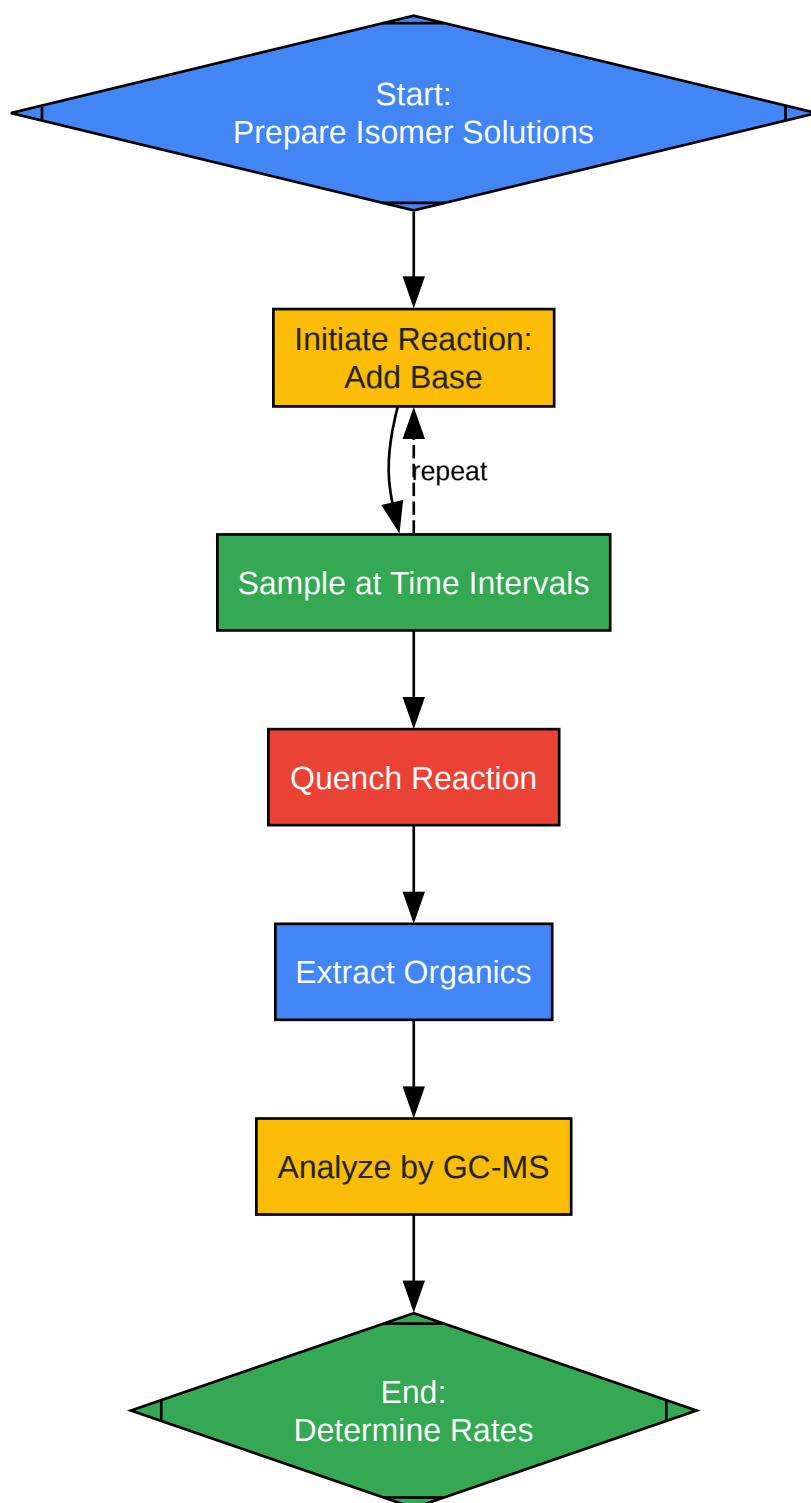 Start:
Prepare Isomer Solutions
Initiate Reaction:
Add Base
repeat
Sample at Time Intervals
Quench Reaction
Extract Organics
Analyze by GC-MS
End:
Determine Rates